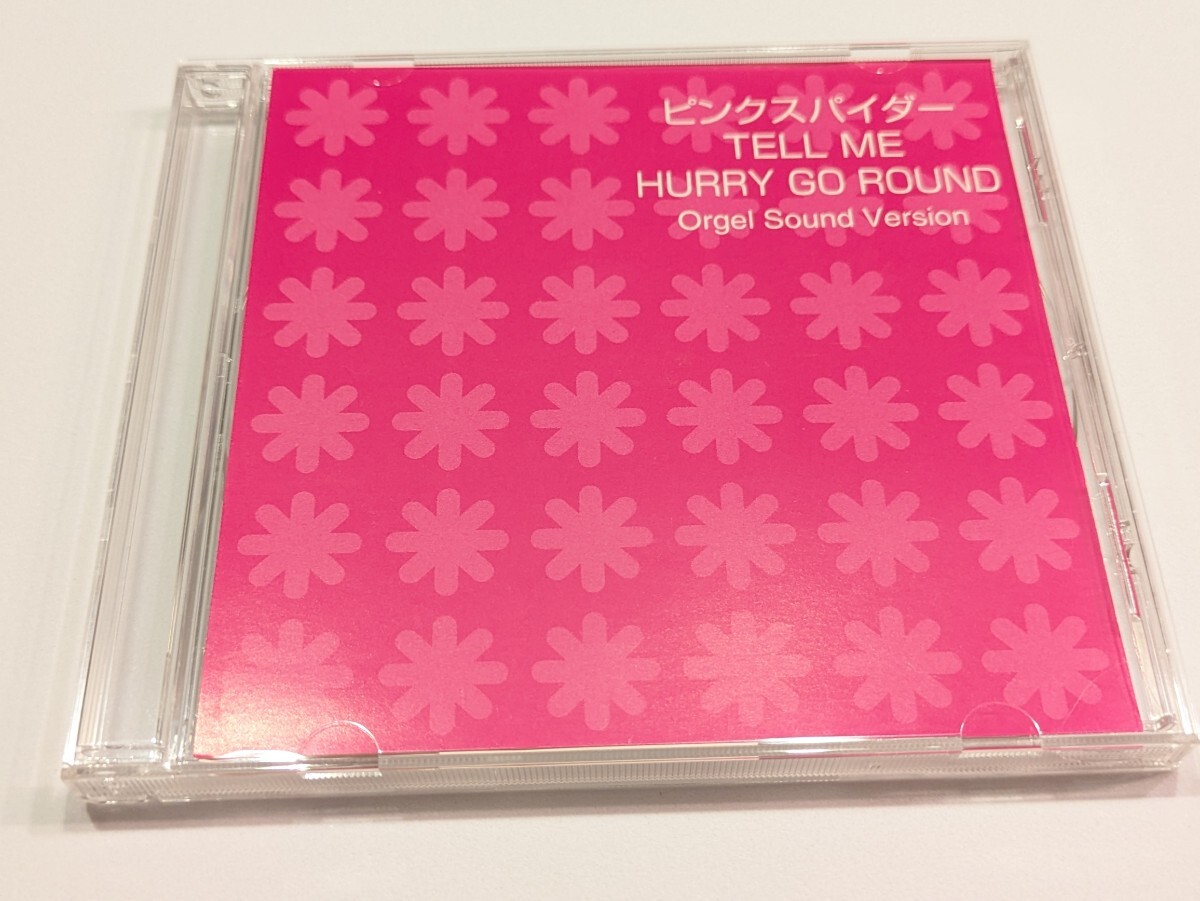 ピンクスパイダー
TELL ME
HURRY GO ROUND
Orgel Sound Version